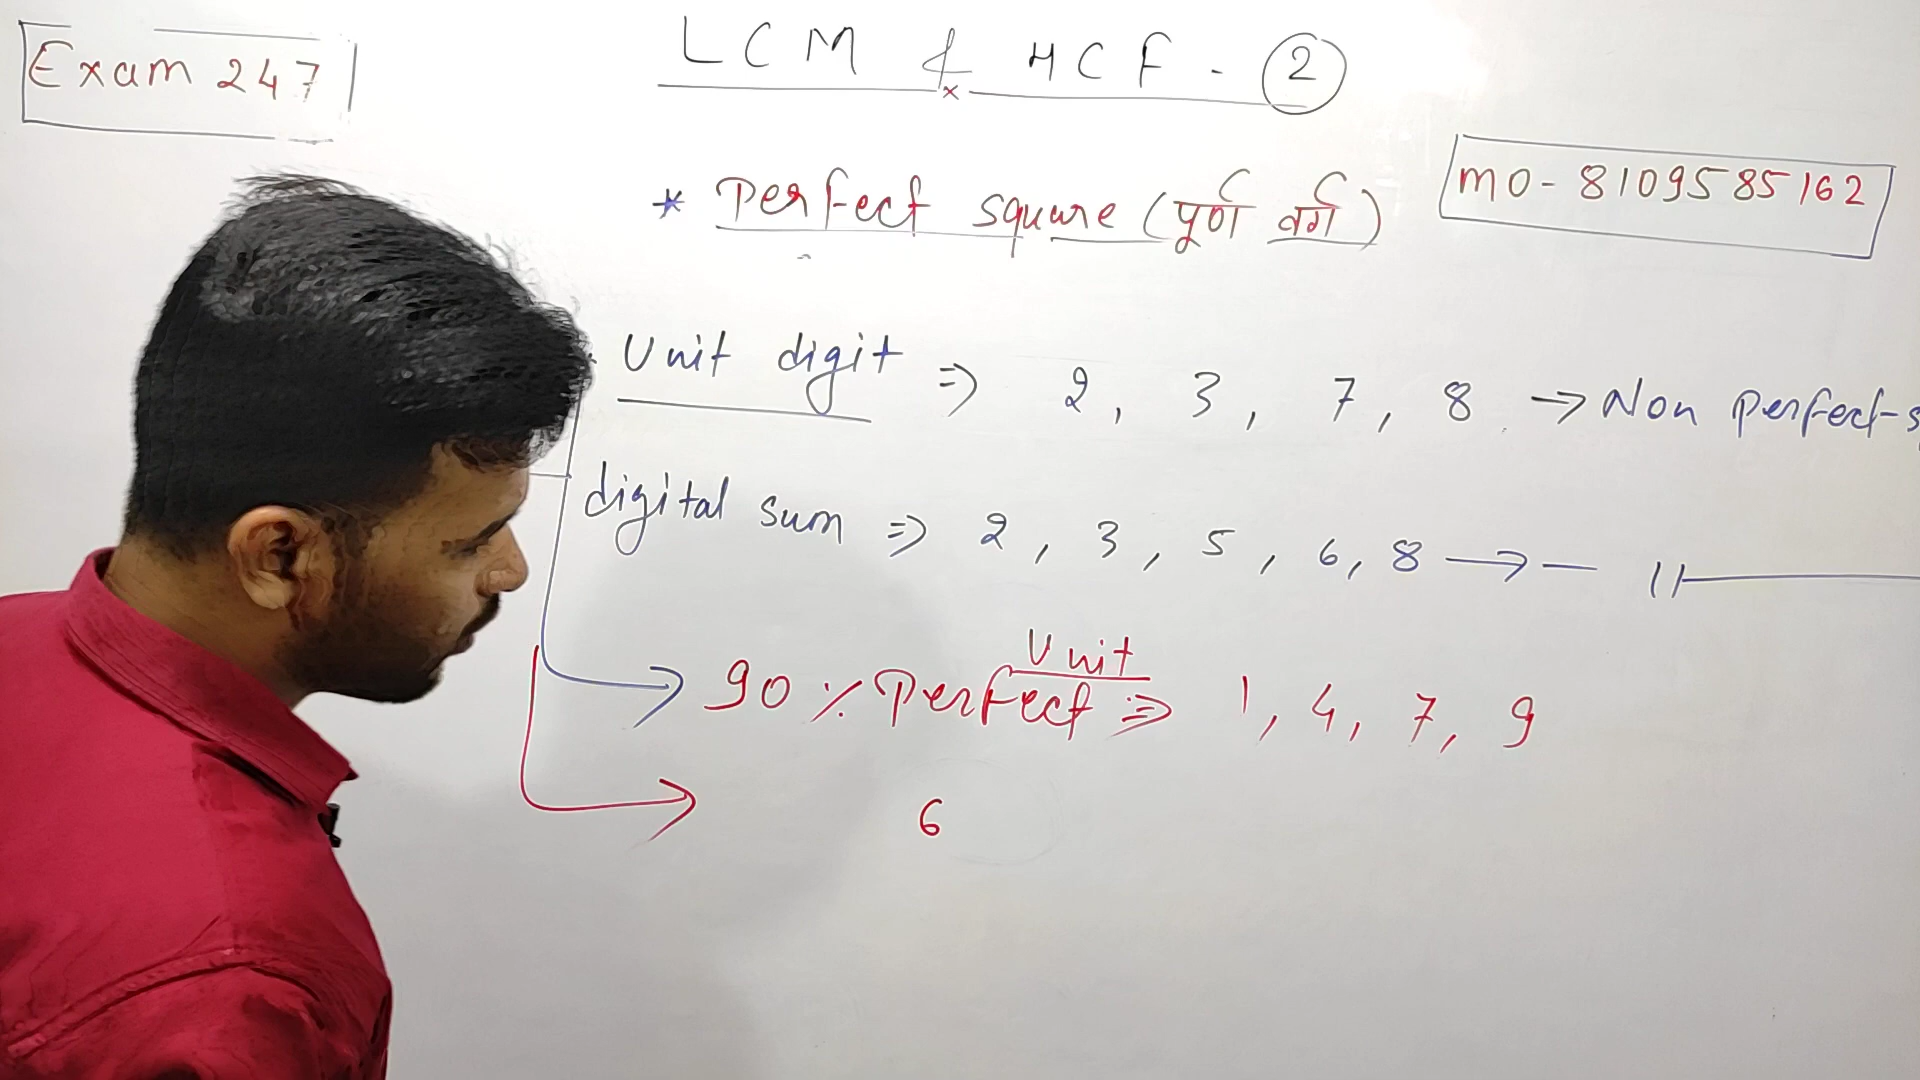 Exam 247
LCM & HCF - 2
* Perfect square (पूर्ण वर्ग)
MO- 8109585162
Unit digit ⇒ 2, 3, 7, 8 → Non perfect-s
digital sum ⇒ 2, 3, 5, 6, 8 → — 11 —
Unit
90 % Perfect ⇒ 1, 4, 7, 9
6